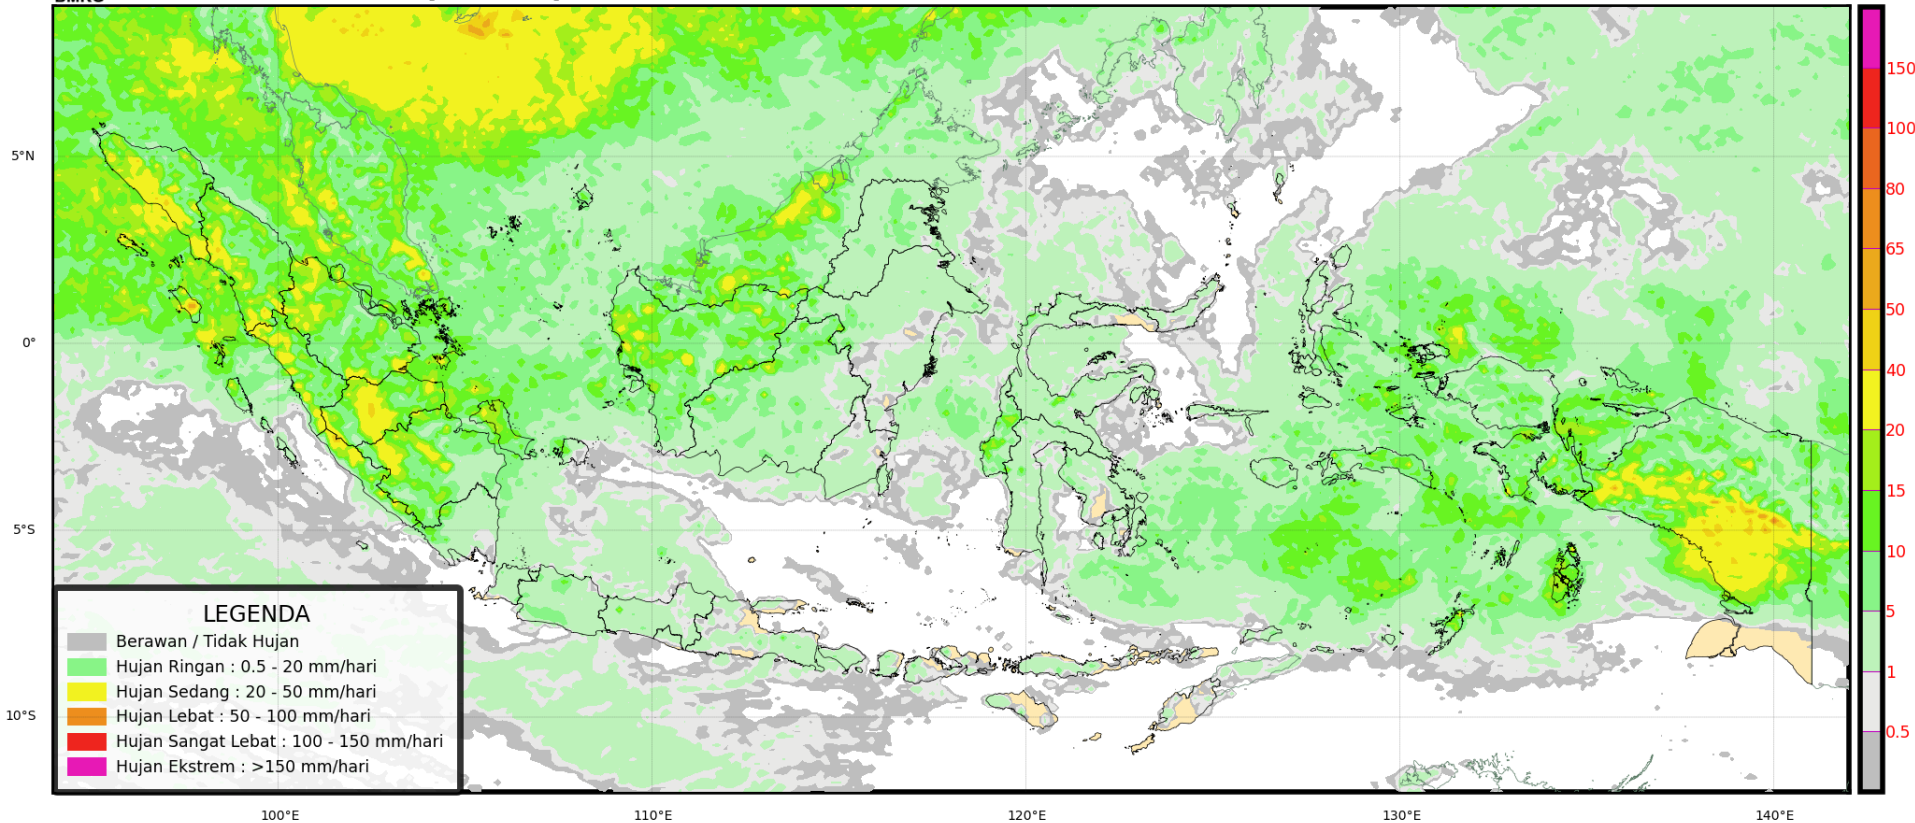 5°N
0°
5°S
10°S
LEGENDA
Berawan / Tidak Hujan
Hujan Ringan : 0.5 - 20 mm/hari
Hujan Sedang : 20 - 50 mm/hari
Hujan Lebat : 50 - 100 mm/hari
Hujan Sangat Lebat : 100 - 150 mm/hari
Hujan Ekstrem : >150 mm/hari
100°E
110°E
120°E
130°E
140°E
150
100
80
65
50
40
20
15
10
5
1
0.5